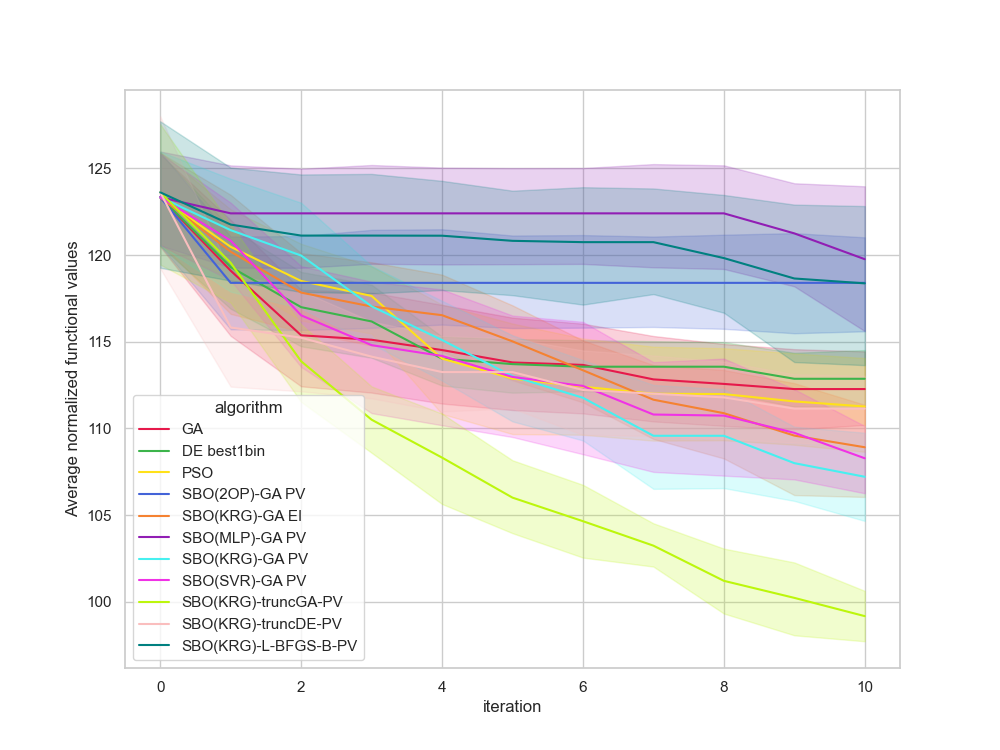 Average normalized functional values
125
120
115
110
105
100
algorithm
GA
DE best1bin
PSO
SBO(2OP)-GA PV
SBO(KRG)-GA EI
SBO(MLP)-GA PV
SBO(KRG)-GA PV
SBO(SVR)-GA PV
SBO(KRG)-truncGA-PV
SBO(KRG)-truncDE-PV
SBO(KRG)-L-BFGS-B-PV
0 2 4 6 8 10
iteration